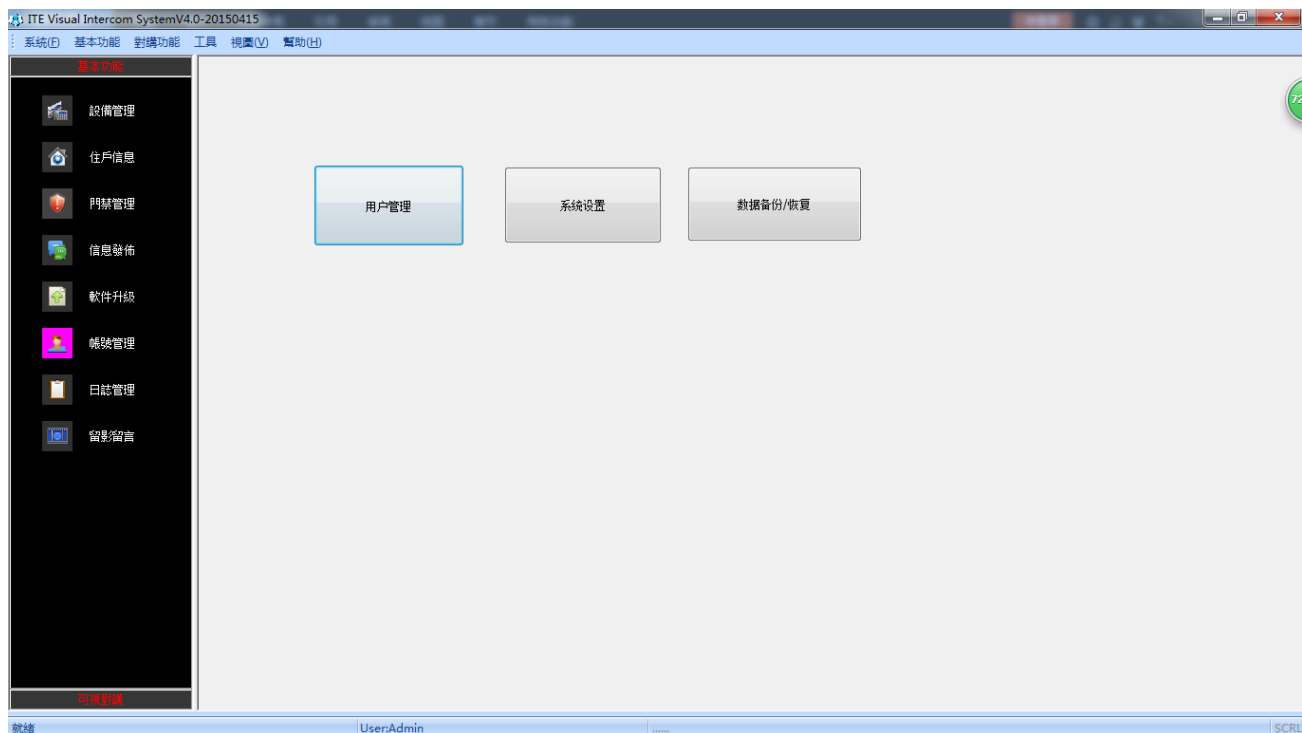 ITE Visual Intercom SystemV4.0-20150415
系统(F) 基本功能 對講功能 工具 視圖(V) 幫助(H)
基本功能
設備管理
住戶信息
門禁管理
信息發佈
軟件升級
帳號管理
日誌管理
留影留言
可視對講
用户管理 系统设置 数据备份/恢复
72
就绪 User:Admin ...... SCRL